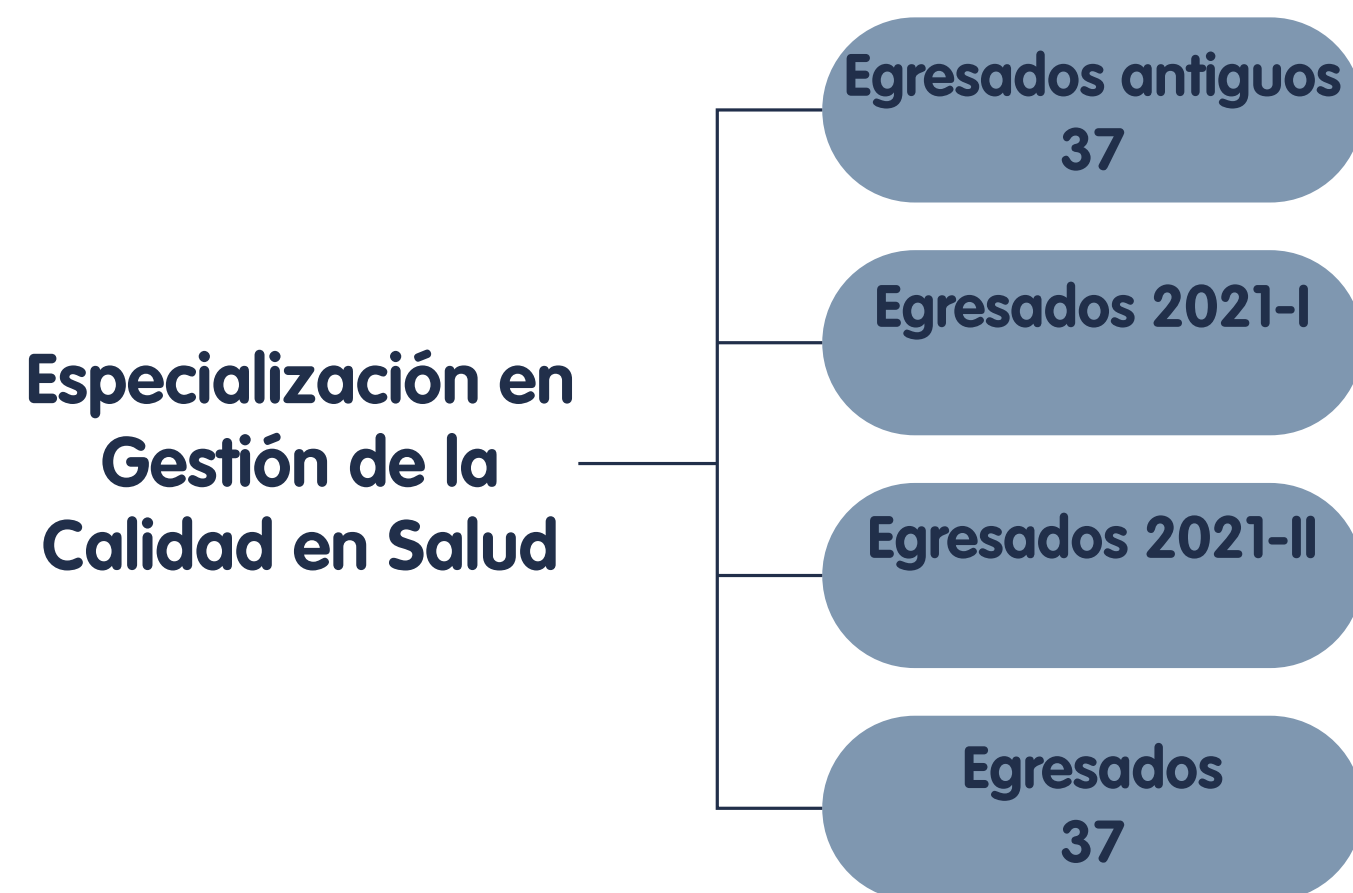 Especialización en
Gestión de la
Calidad en Salud
Egresados antiguos
37
Egresados 2021-I
Egresados 2021-II
Egresados
37